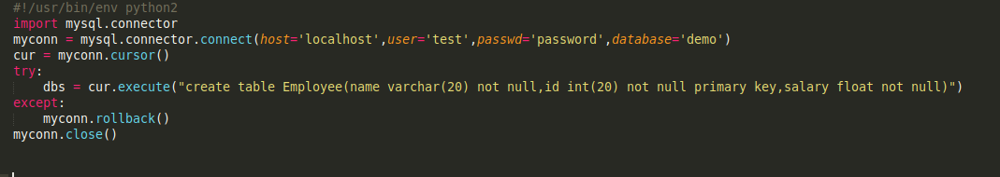 #!/usr/bin/env python2
import mysql.connector
myconn = mysql.connector.connect(host='localhost',user='test',passwd='password',database='demo')
cur = myconn.cursor()
try:
    dbs = cur.execute("create table Employee(name varchar(20) not null,id int(20) not null primary key,salary float not null)")
except:
    myconn.rollback()
myconn.close()